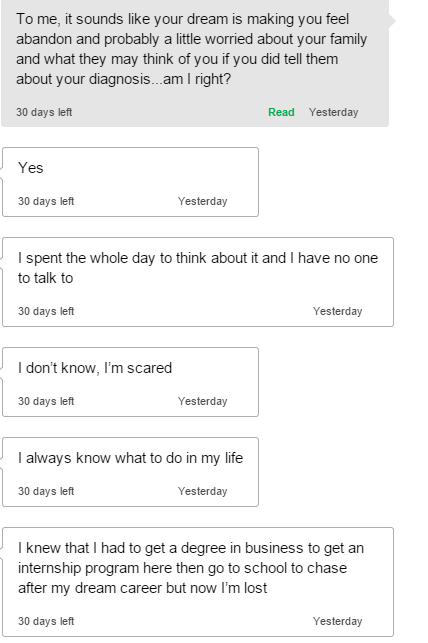 To me, it sounds like your dream is making you feel
abandon and probably a little worried about your family
and what they may think of you if you did tell them
about your diagnosis...am I right?
30 days left Read Yesterday
Yes
30 days left Yesterday
I spent the whole day to think about it and I have no one
to talk to
30 days left Yesterday
I don't know, I'm scared
30 days left Yesterday
I always know what to do in my life
30 days left Yesterday
I knew that I had to get a degree in business to get an
internship program here then go to school to chase
after my dream career but now I'm lost
30 days left Yesterday